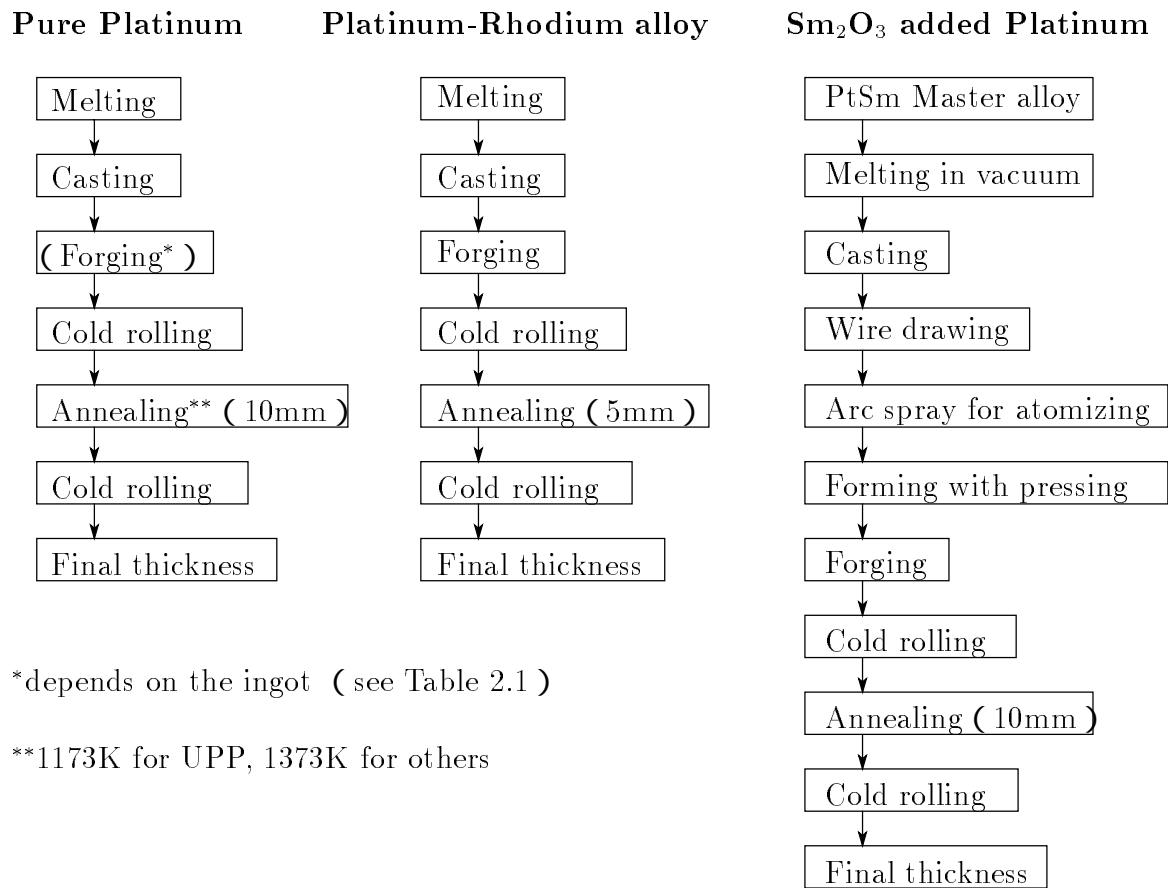 Pure Platinum
Melting
Casting
(Forging*)
Cold rolling
Annealing** (10mm)
Cold rolling
Final thickness
*depends on the ingot (see Table 2.1)
**1173K for UPP, 1373K for others
Platinum-Rhodium alloy
Melting
Casting
Forging
Cold rolling
Annealing (5mm)
Cold rolling
Final thickness
Sm₂O₃ added Platinum
PtSm Master alloy
Melting in vacuum
Casting
Wire drawing
Arc spray for atomizing
Forming with pressing
Forging
Cold rolling
Annealing (10mm)
Cold rolling
Final thickness